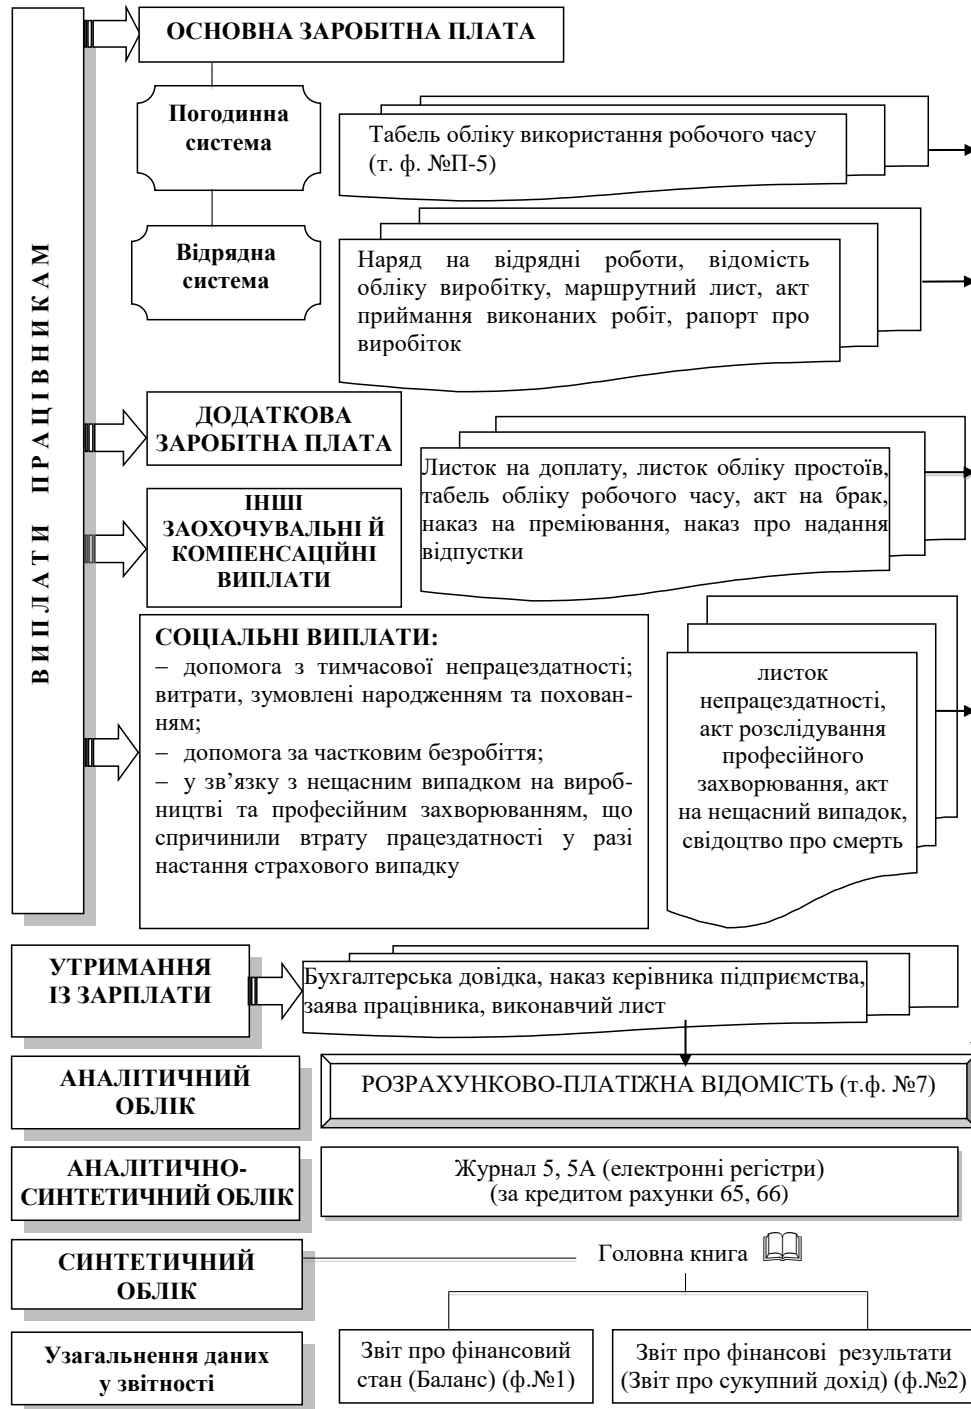 ВИПЛАТИ ПРАЦІВНИКАМ
ОСНОВНА ЗАРОБІТНА ПЛАТА
Погодинна
система
Табель обліку використання робочого часу
(т. ф. №П-5)
Відрядна
система
Наряд на відрядні роботи, відомість
обліку виробітку, маршрутний лист, акт
приймання виконаних робіт, рапорт про
виробіток
ДОДАТКОВА
ЗАРОБІТНА ПЛАТА
Листок на доплату, листок обліку простоїв,
табель обліку робочого часу, акт на брак,
наказ на преміювання, наказ про надання
відпустки
ІНШІ
ЗАОХОЧУВАЛЬНІ Й
КОМПЕНСАЦІЙНІ
ВИПЛАТИ
СОЦІАЛЬНІ ВИПЛАТИ:
– допомога з тимчасової непрацездатності;
витрати, зумовлені народженням та похован-
ням;
– допомога за частковим безробіття;
– у зв’язку з нещасним випадком на вироб-
ництві та професійним захворюванням, що
спричинили втрату працездатності у разі
настання страхового випадку
листок
непрацездатності,
акт розслідування
професійного
захворювання, акт
на нещасний випадок,
свідоцтво про смерть
УТРИМАННЯ
ІЗ ЗАРПЛАТИ
Бухгалтерська довідка, наказ керівника підприємства,
заява працівника, виконавчий лист
АНАЛІТИЧНИЙ
ОБЛІК
РОЗРАХУНКОВО-ПЛАТІЖНА ВІДОМІСТЬ (т.ф. №7)
АНАЛІТИЧНО-
СИНТЕТИЧНИЙ ОБЛІК
Журнал 5, 5А (електронні регістри)
(за кредитом рахунки 65, 66)
СИНТЕТИЧНИЙ
ОБЛІК
Головна книга
Узагальнення даних
у звітності
Звіт про фінансовий
стан (Баланс) (ф.№1)
Звіт про фінансові результати
(Звіт про сукупний дохід) (ф.№2)